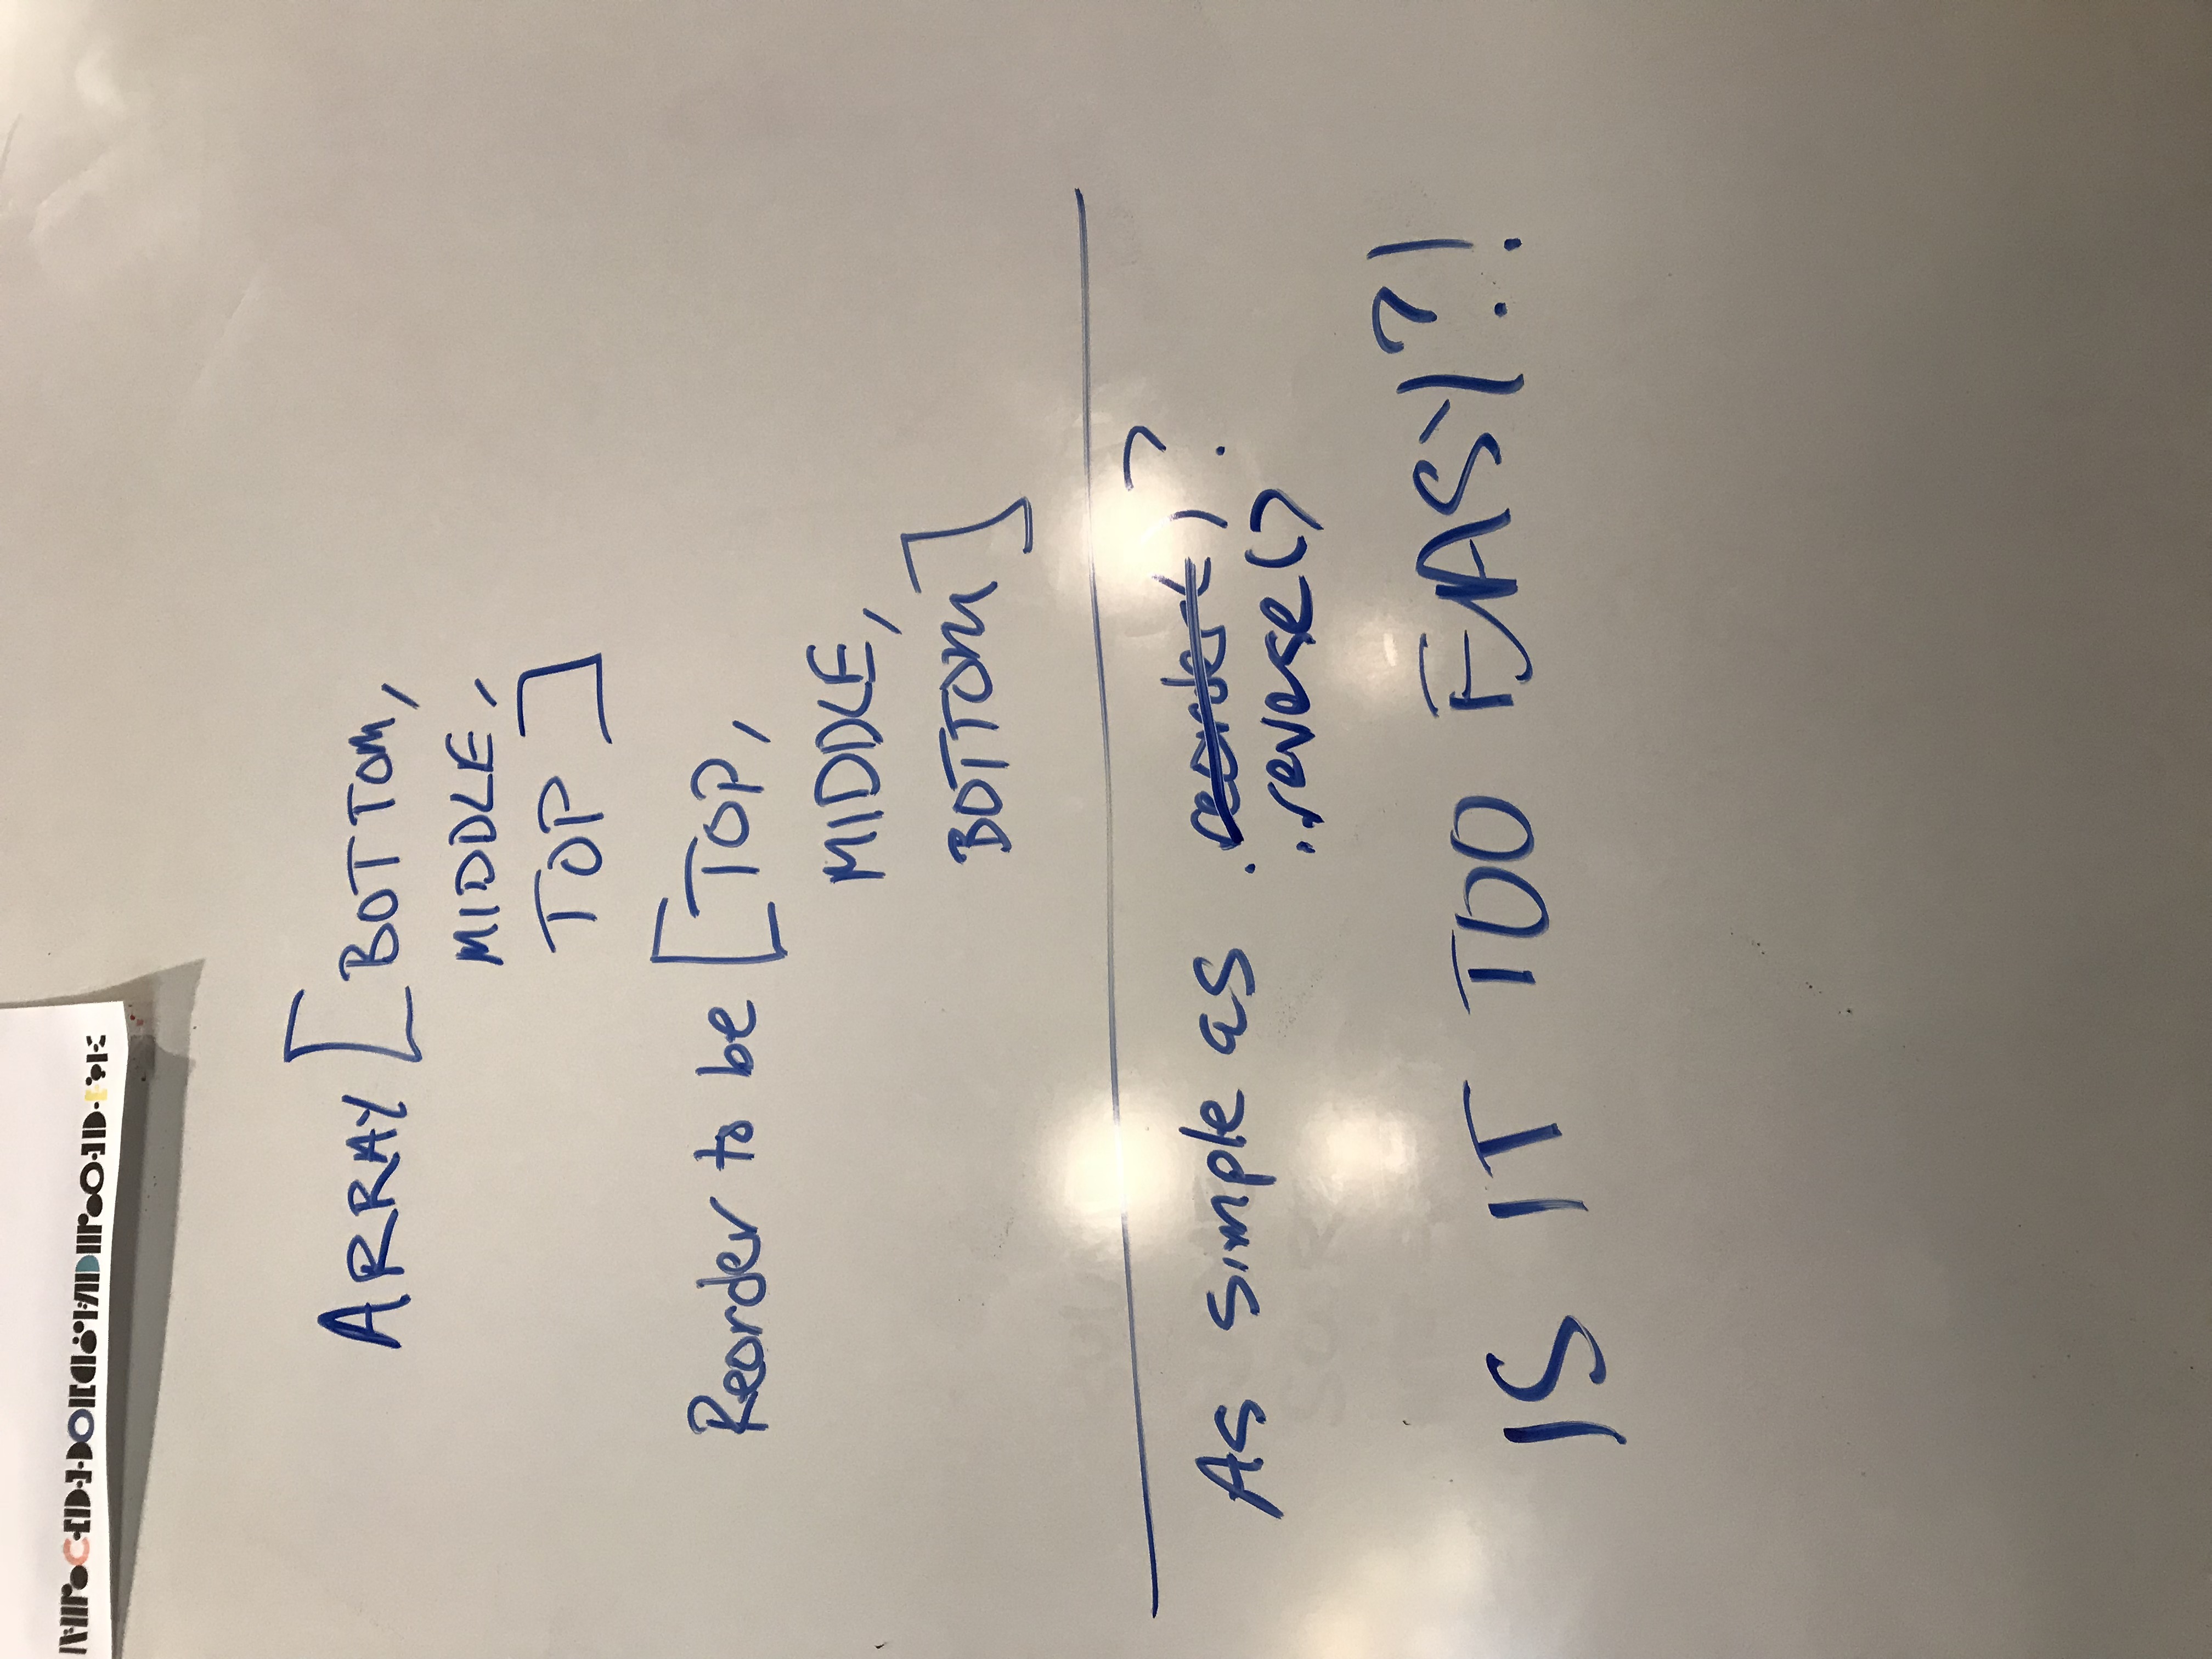 ARRAY [BOTTOM,
MIDDLE,
TOP]
Reorder to be [TOP,
MIDDLE,
BOTTOM]
As simple as .reorder()?
.reverse()
IS IT TOO EASY?!